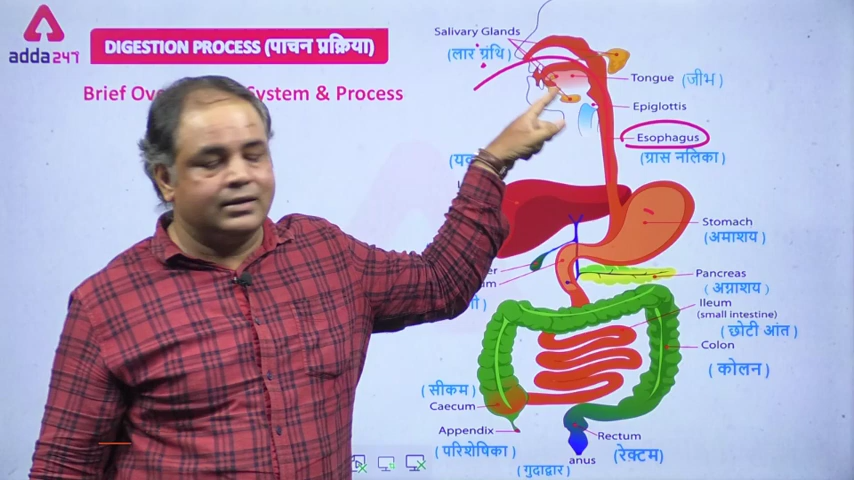 adda247
DIGESTION PROCESS (पाचन प्रक्रिया)
Brief System & Process
Salivary Glands
(लार ग्रंथि)
Tongue (जीभ)
Epiglottis
Esophagus
(ग्रास नलिका)
Stomach
(अमाशय)
Pancreas
(अग्नाशय)
Ileum
(small intestine)
(छोटी आंत)
Colon
(कोलन)
(सीकम)
Caecum
Appendix
(परिशेषिका)
Rectum
(रेक्टम)
anus
(गुदाद्वार)